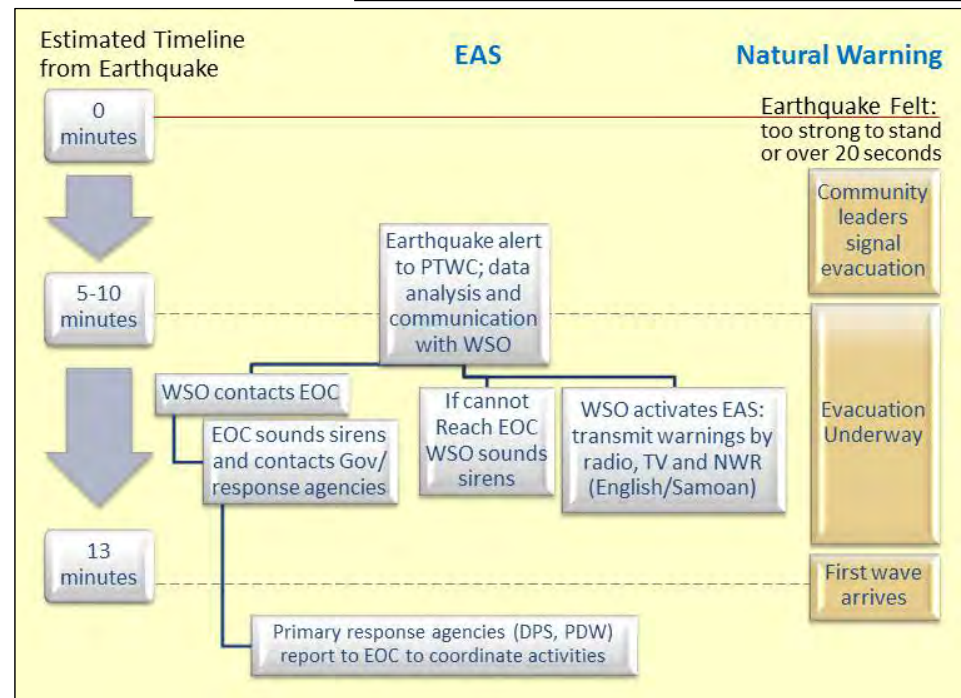 Estimated Timeline
from Earthquake
EAS
Natural Warning
0
minutes
Earthquake Felt:
too strong to stand
or over 20 seconds
Community
leaders
signal
evacuation
Earthquake alert
to PTWC; data
analysis and
communication
with WSO
5-10
minutes
WSO contacts EOC
EOC sounds sirens
and contacts Gov/
response agencies
If cannot
Reach EOC
WSO sounds
sirens
WSO activates EAS:
transmit warnings by
radio, TV and NWR
(English/Samoan)
Evacuation
Underway
13
minutes
First wave
arrives
Primary response agencies (DPS, PDW)
report to EOC to coordinate activities